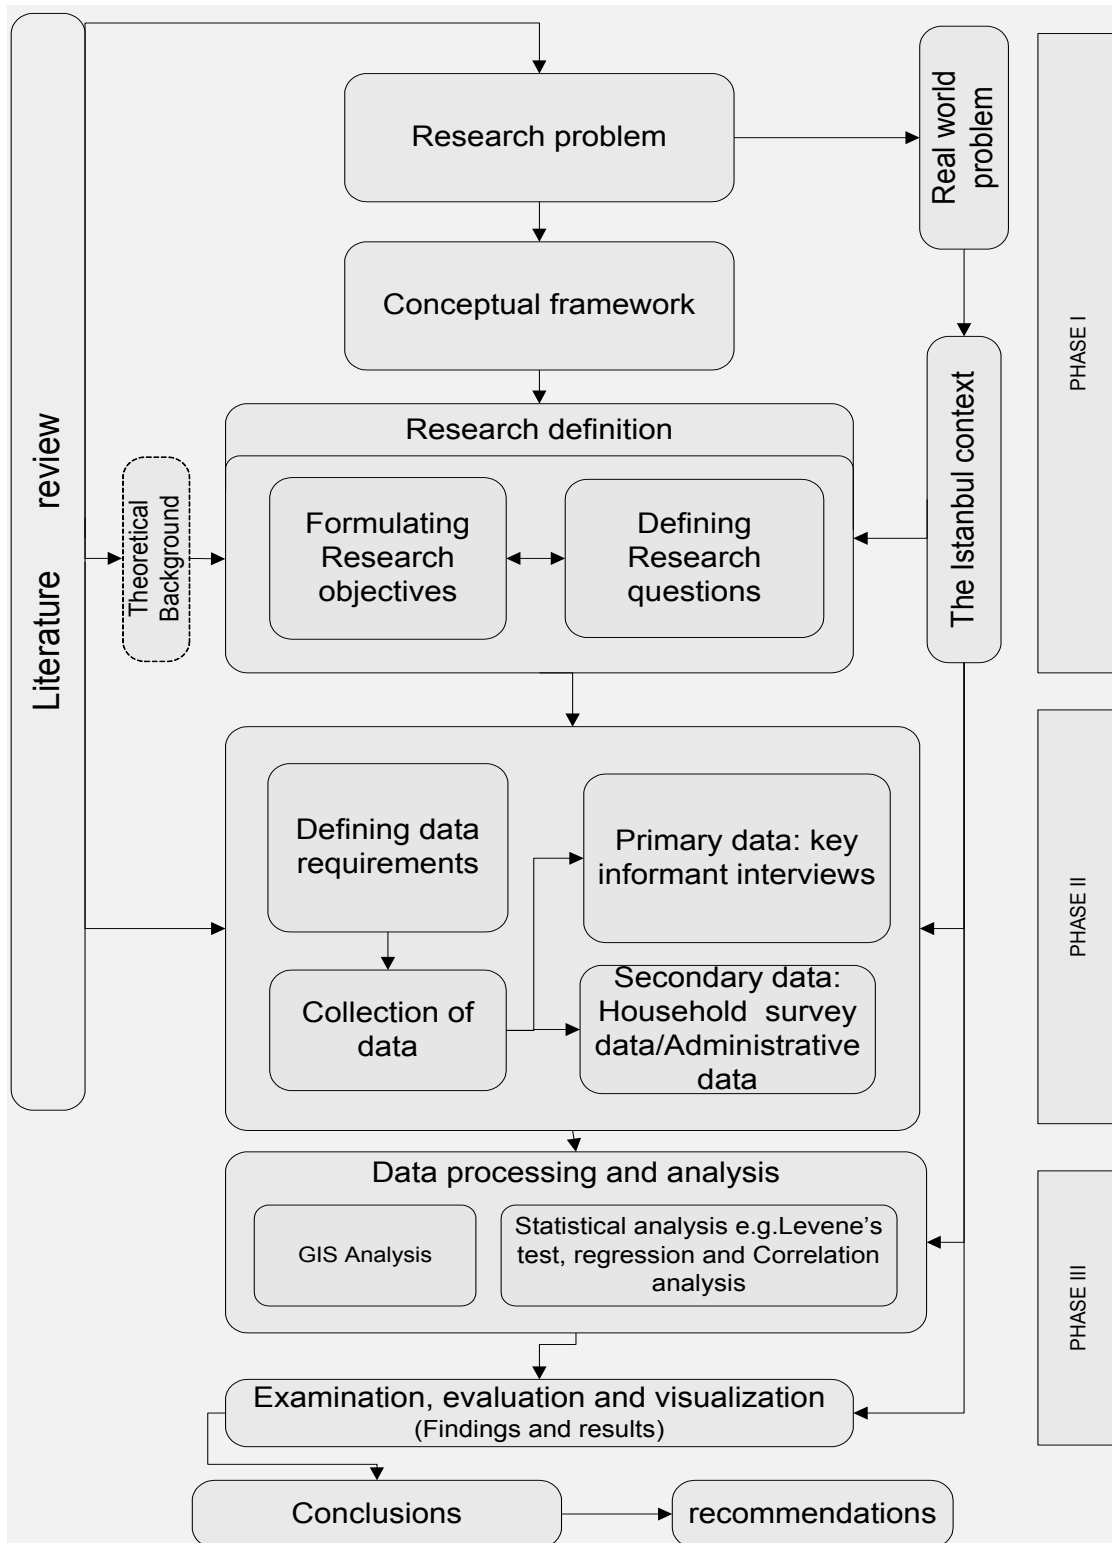 Research problem
Real world
problem
Conceptual framework
PHASE I
Literature review
The Istanbul context
Research definition
Theoretical
Background
Formulating
Research
objectives
Defining
Research
questions
Defining data
requirements
Primary data: key
informant interviews
PHASE II
Collection of
data
Secondary data:
Household survey
data/Administrative
data
Data processing and analysis
GIS Analysis
Statistical analysis e.g.Levene’s
test, regression and Correlation
analysis
PHASE III
Examination, evaluation and visualization
(Findings and results)
Conclusions
recommendations